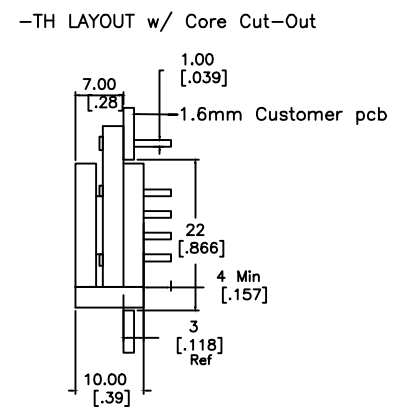 -TH LAYOUT w/ Core Cut-Out
1.00
[.039]
7.00
[.28]
1.6mm Customer pcb
22
[.866]
4 Min
[.157]
3
[.118]
Ref
10.00
[.39]